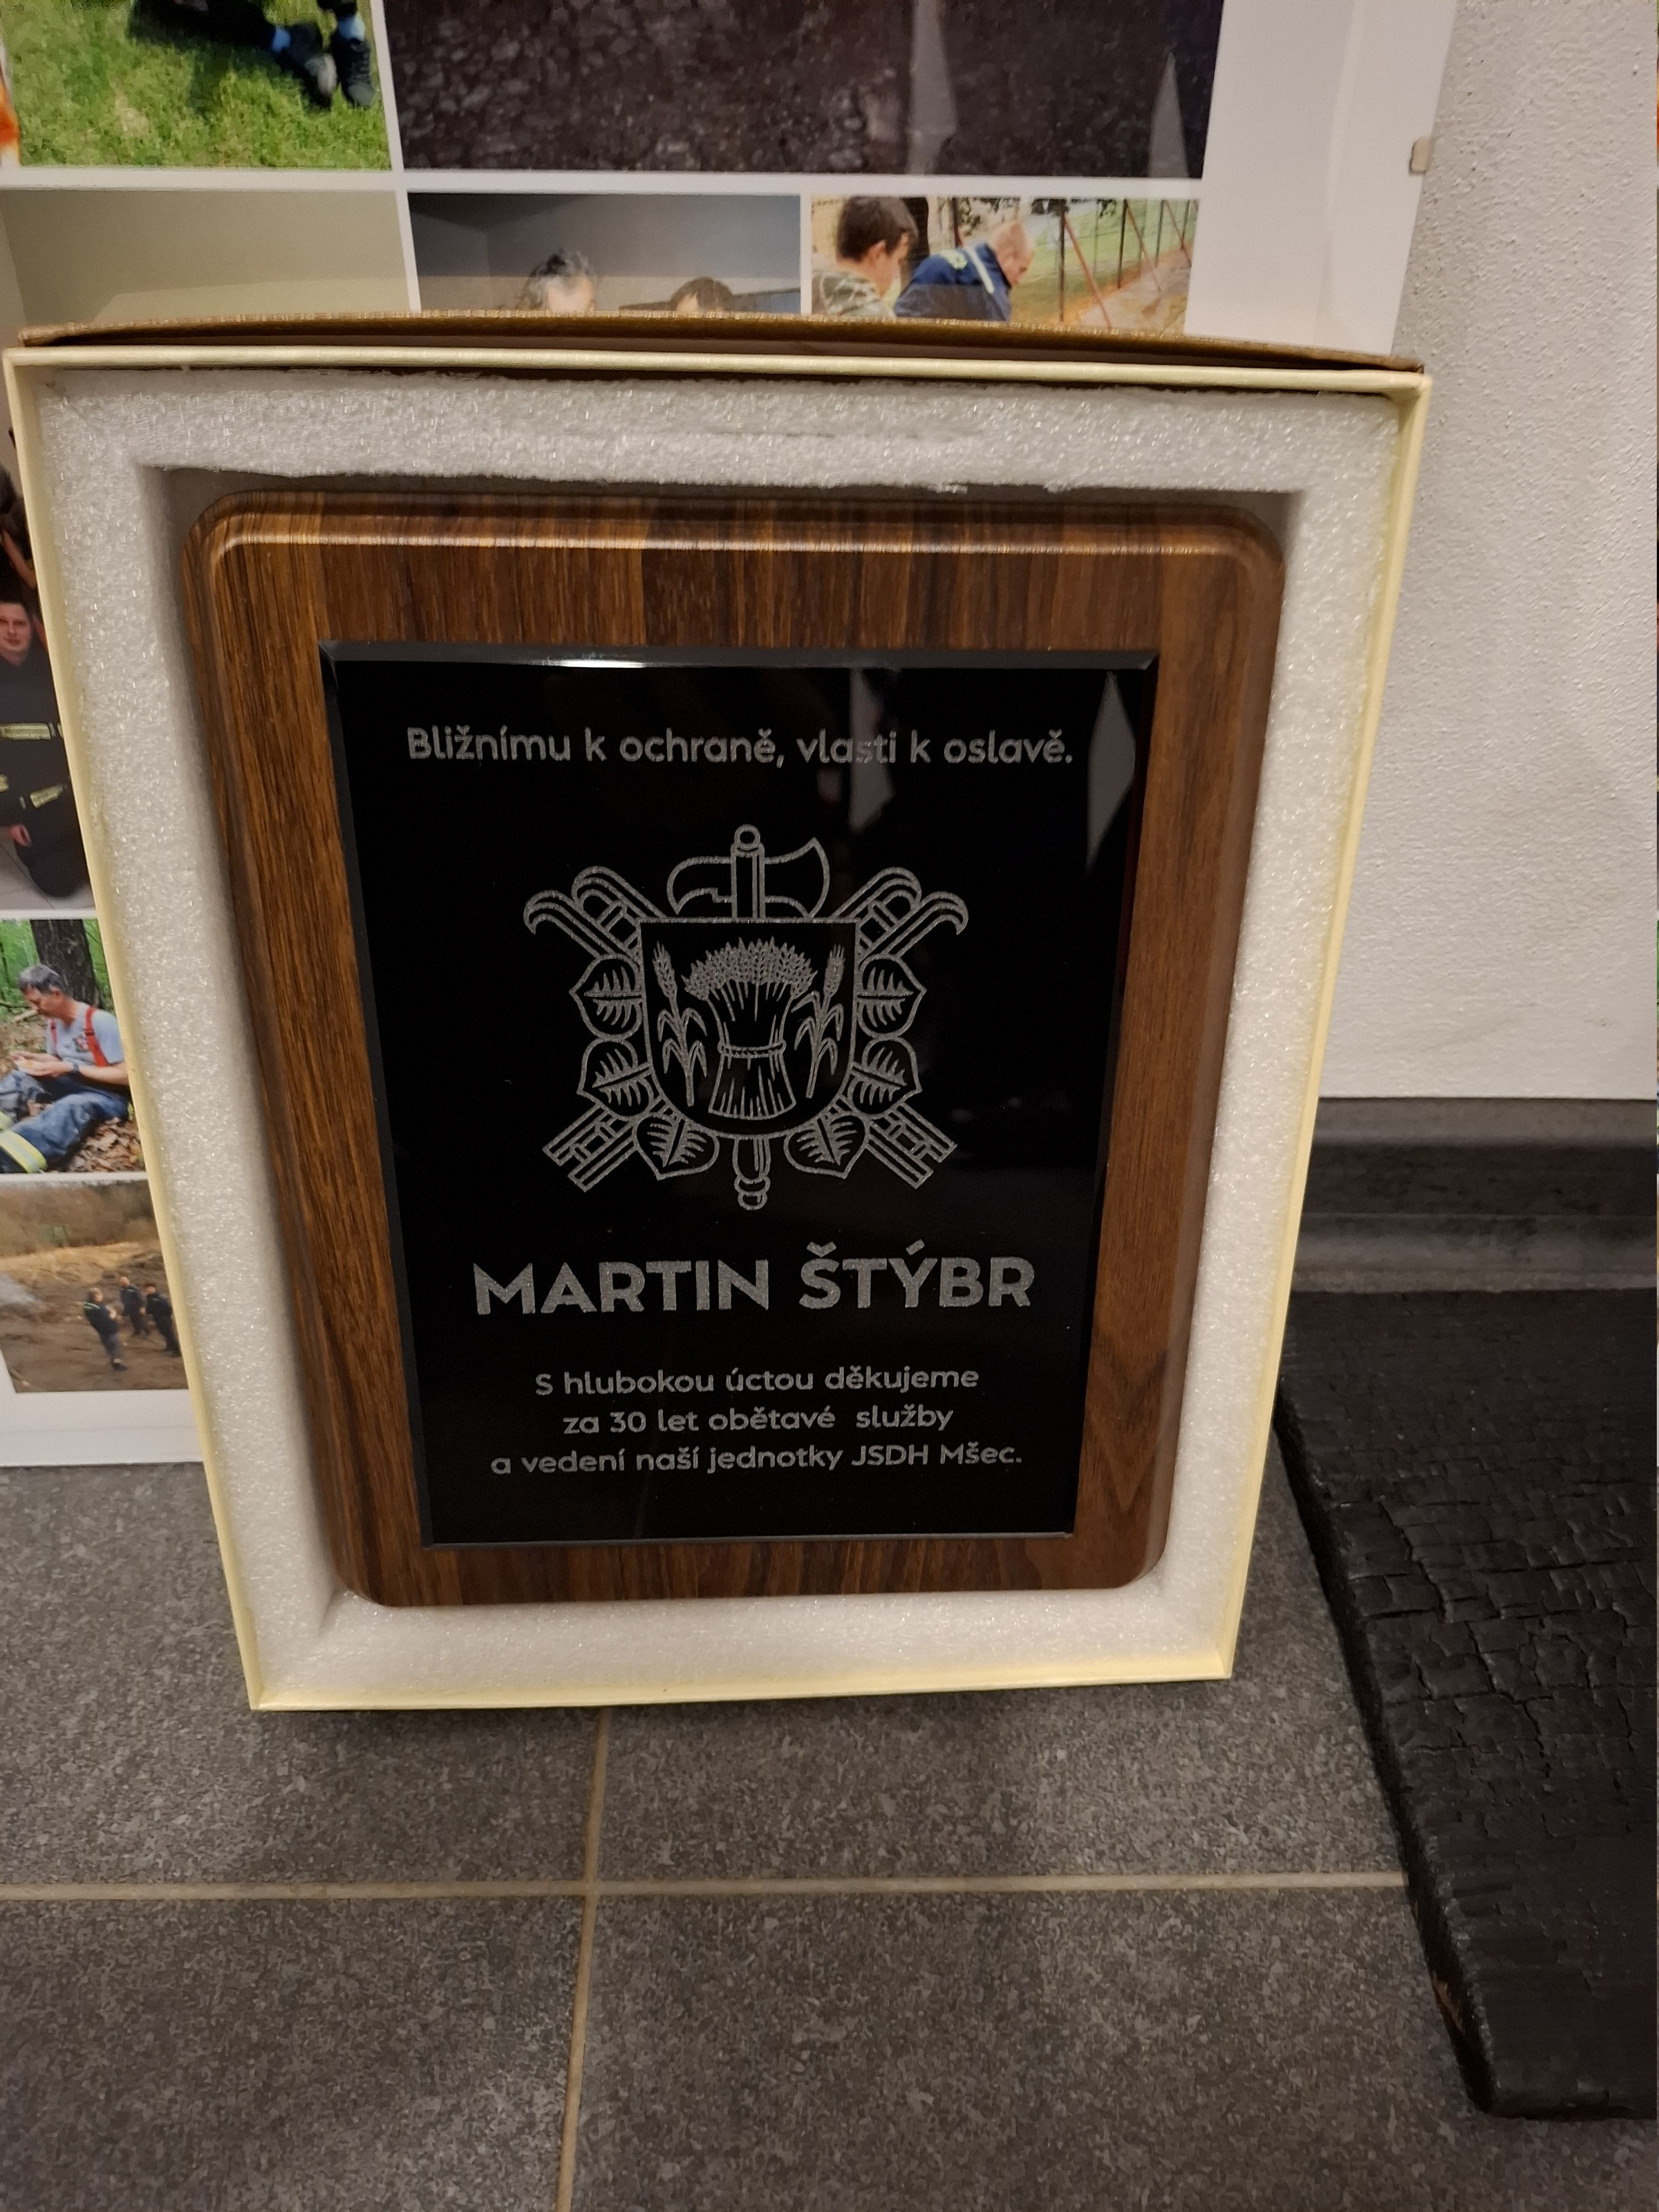 Bližnímu k ochraně, vlasti k oslavě.
MARTIN ŠTÝBR
S hlubokou úctou děkujeme
za 30 let obětavé služby
a vedení naší jednotky JSDH Mšec.